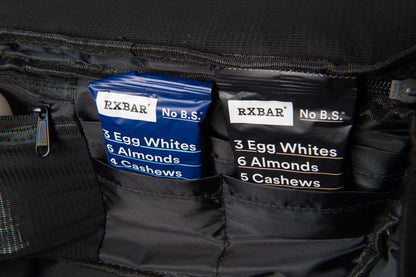 RXBAR®
No B.S.®
3 Egg Whites
6 Almonds
4 Cashews
RXBAR®
No B.S.®
3 Egg Whites
6 Almonds
5 Cashews